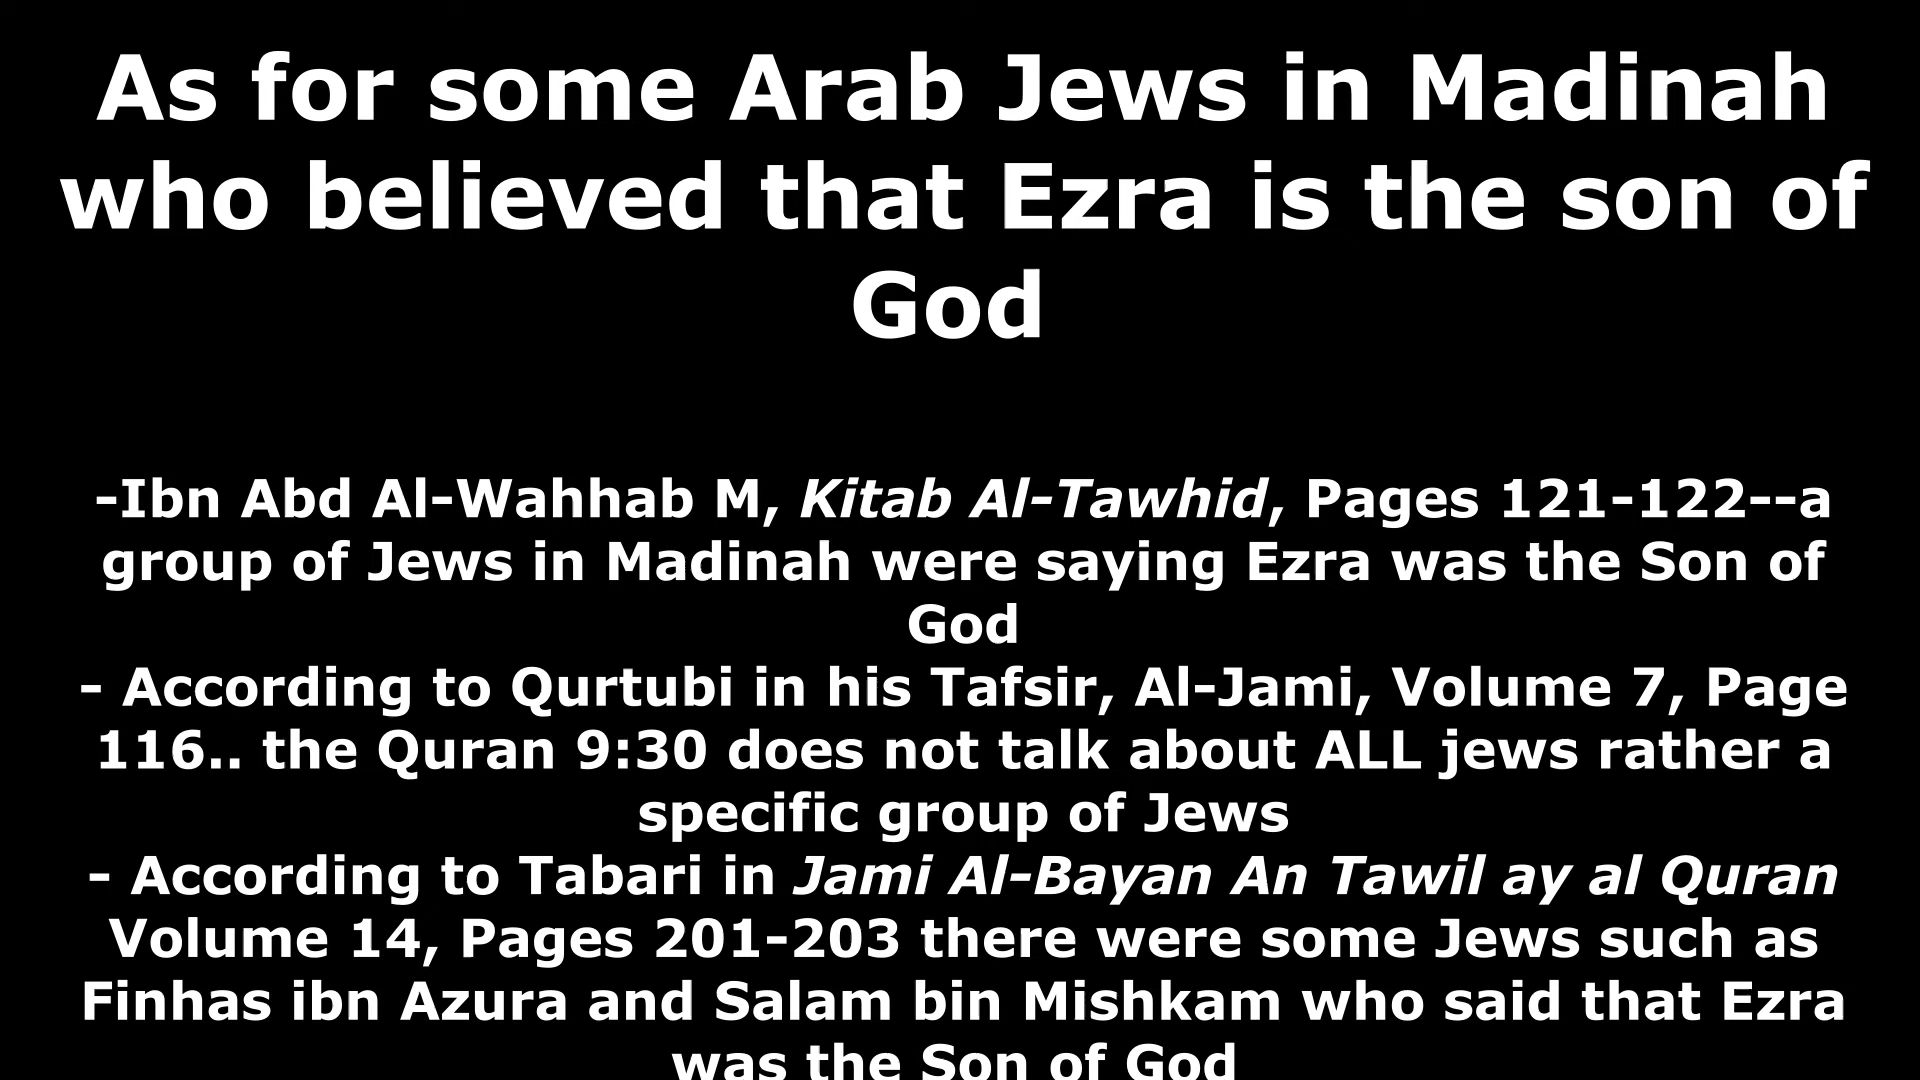 As for some Arab Jews in Madinah
who believed that Ezra is the son of
God
-Ibn Abd Al-Wahhab M, Kitab Al-Tawhid, Pages 121-122--a
group of Jews in Madinah were saying Ezra was the Son of
God
- According to Qurtubi in his Tafsir, Al-Jami, Volume 7, Page
116.. the Quran 9:30 does not talk about ALL jews rather a
specific group of Jews
- According to Tabari in Jami Al-Bayan An Tawil ay al Quran
Volume 14, Pages 201-203 there were some Jews such as
Finhas ibn Azura and Salam bin Mishkam who said that Ezra
was the Son of God